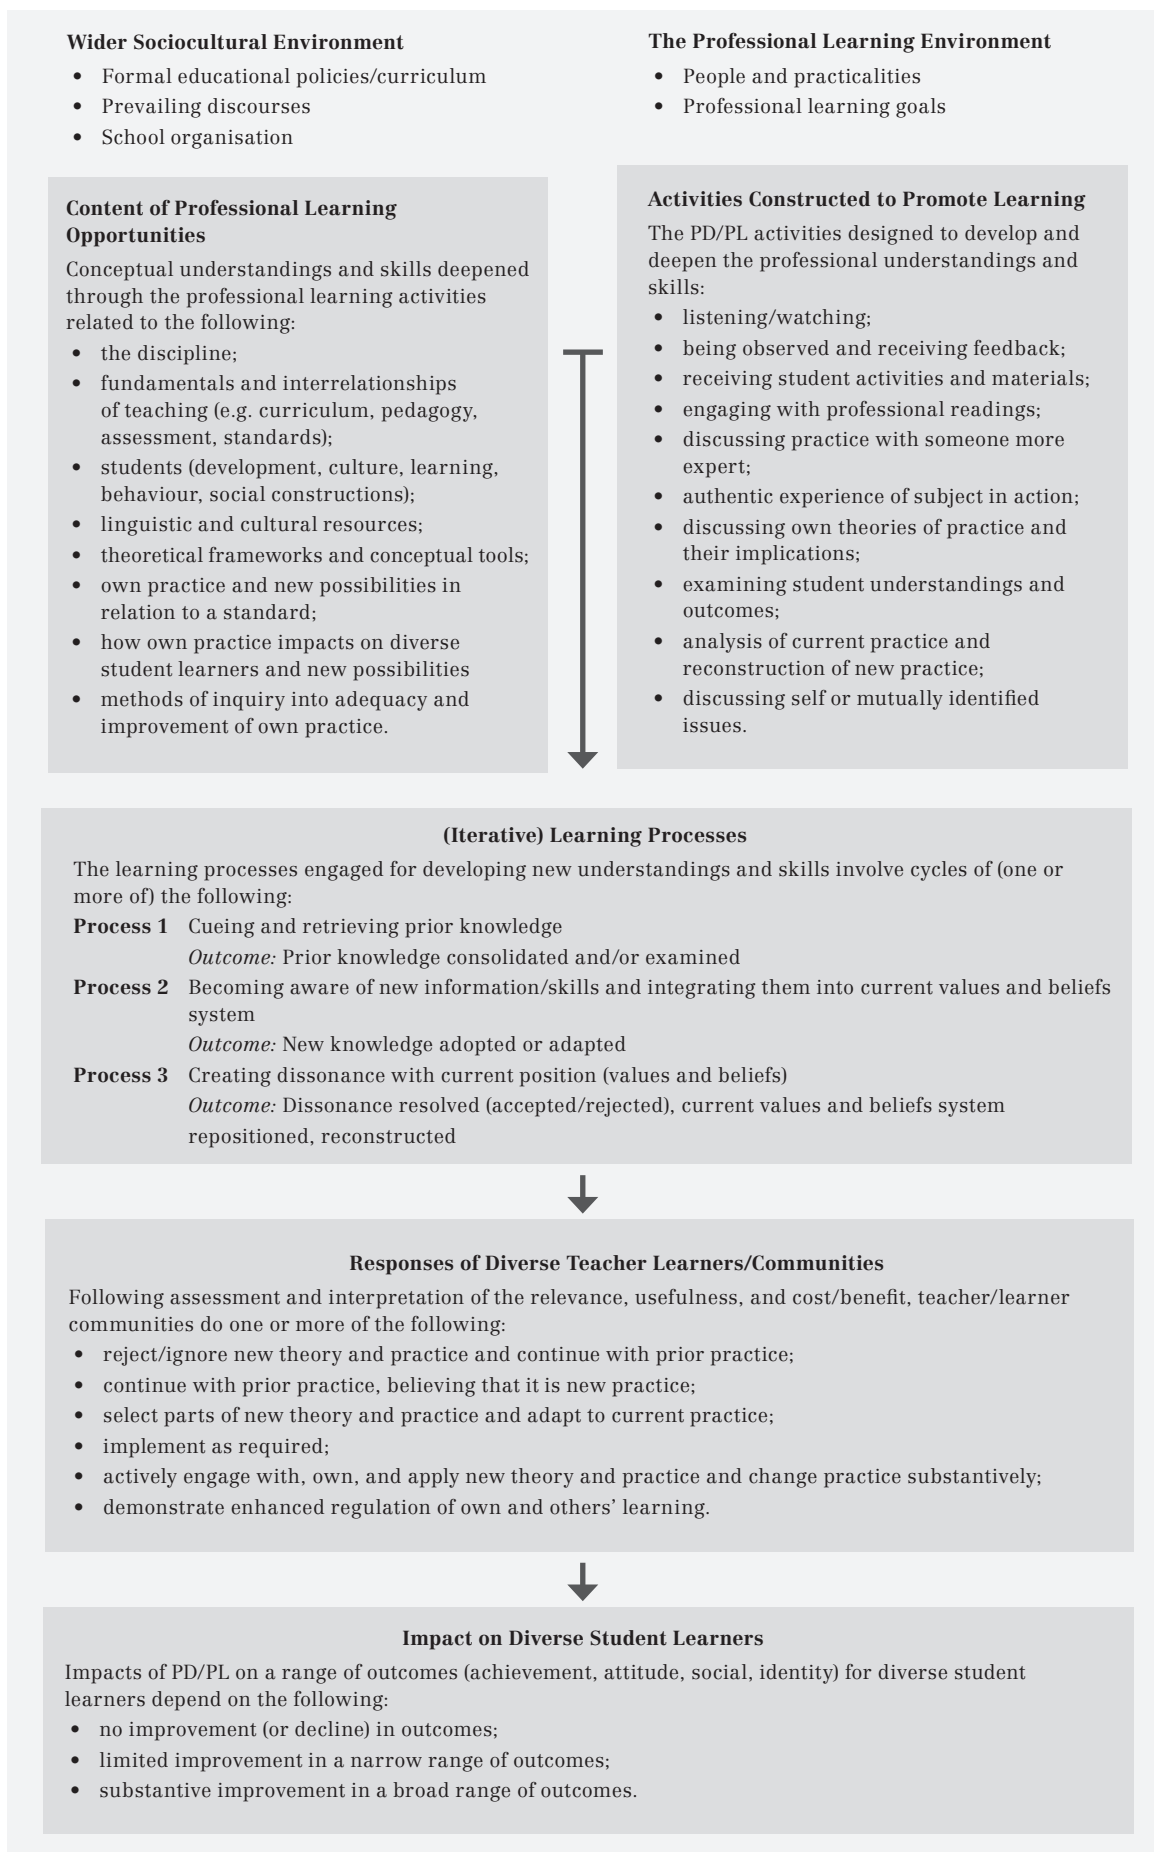 Wider Sociocultural Environment
• Formal educational policies/curriculum
• Prevailing discourses
• School organisation
The Professional Learning Environment
• People and practicalities
• Professional learning goals
Content of Professional Learning
Opportunities
Conceptual understandings and skills deepened
through the professional learning activities
related to the following:
• the discipline;
• fundamentals and interrelationships
of teaching (e.g. curriculum, pedagogy,
assessment, standards);
• students (development, culture, learning,
behaviour, social constructions);
• linguistic and cultural resources;
• theoretical frameworks and conceptual tools;
• own practice and new possibilities in
relation to a standard;
• how own practice impacts on diverse
student learners and new possibilities
• methods of inquiry into adequacy and
improvement of own practice.
Activities Constructed to Promote Learning
The PD/PL activities designed to develop and
deepen the professional understandings and
skills:
• listening/watching;
• being observed and receiving feedback;
• receiving student activities and materials;
• engaging with professional readings;
• discussing practice with someone more
expert;
• authentic experience of subject in action;
• discussing own theories of practice and
their implications;
• examining student understandings and
outcomes;
• analysis of current practice and
reconstruction of new practice;
• discussing self or mutually identified
issues.
(Iterative) Learning Processes
The learning processes engaged for developing new understandings and skills involve cycles of (one or
more of) the following:
Process 1 Cueing and retrieving prior knowledge
Outcome: Prior knowledge consolidated and/or examined
Process 2 Becoming aware of new information/skills and integrating them into current values and beliefs
system
Outcome: New knowledge adopted or adapted
Process 3 Creating dissonance with current position (values and beliefs)
Outcome: Dissonance resolved (accepted/rejected), current values and beliefs system
repositioned, reconstructed
Responses of Diverse Teacher Learners/Communities
Following assessment and interpretation of the relevance, usefulness, and cost/benefit, teacher/learner
communities do one or more of the following:
• reject/ignore new theory and practice and continue with prior practice;
• continue with prior practice, believing that it is new practice;
• select parts of new theory and practice and adapt to current practice;
• implement as required;
• actively engage with, own, and apply new theory and practice and change practice substantively;
• demonstrate enhanced regulation of own and others’ learning.
Impact on Diverse Student Learners
Impacts of PD/PL on a range of outcomes (achievement, attitude, social, identity) for diverse student
learners depend on the following:
• no improvement (or decline) in outcomes;
• limited improvement in a narrow range of outcomes;
• substantive improvement in a broad range of outcomes.